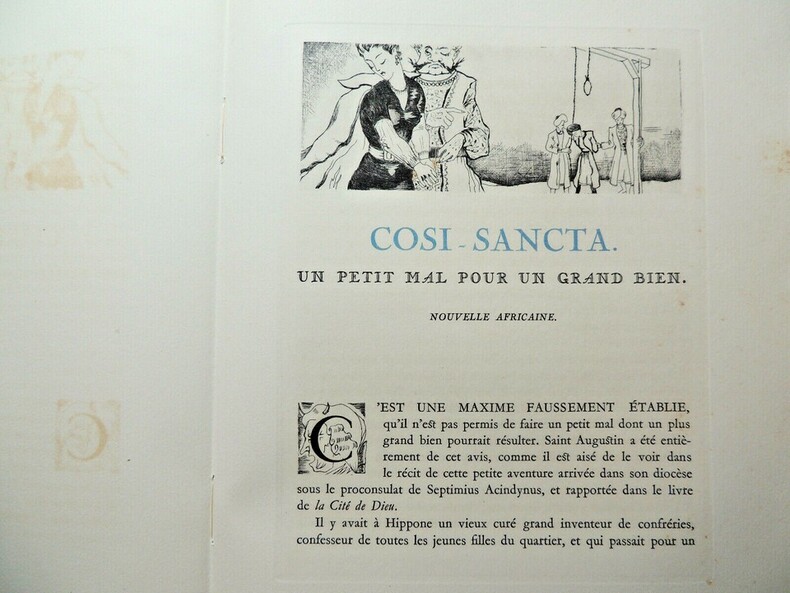 COSI-SANCTA.
UN PETIT MAL POUR UN GRAND BIEN.
NOUVELLE AFRICAINE.
C'EST UNE MAXIME FAUSSEMENT ÉTABLIE,
qu'il n'est pas permis de faire un petit mal dont un plus
grand bien pourrait résulter. Saint Augustin a été entiè-
rement de cet avis, comme il est aisé de le voir dans
le récit de cette petite aventure arrivée dans son diocèse
sous le proconsulat de Septimius Acindynus, et rapportée dans le livre
de la Cité de Dieu.
Il y avait à Hippone un vieux curé grand inventeur de confréries,
confesseur de toutes les jeunes filles du quartier, et qui passait pour un